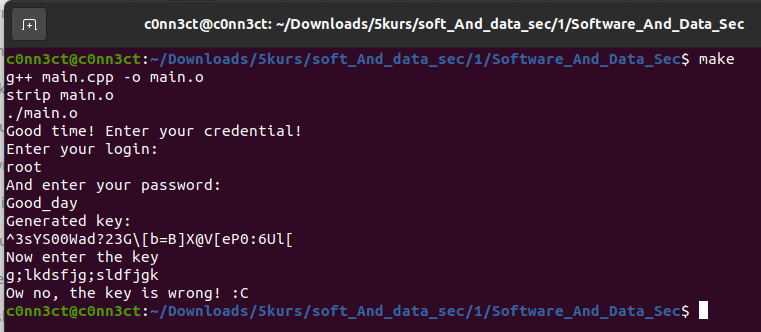 c0nn3ct@c0nn3ct: ~/Downloads/5kurs/soft_And_data_sec/1/Software_And_Data_Sec
c0nn3ct@c0nn3ct:~/Downloads/5kurs/soft_And_data_sec/1/Software_And_Data_Sec$ make
g++ main.cpp -o main.o
strip main.o
./main.o
Good time! Enter your credential!
Enter your login:
root
And enter your password:
Good_day
Generated key:
^3sYS00Wad?23G\[b=B]X@V[eP0:6Ul[
Now enter the key
g;lkdsfjg;sldfjgk
Ow no, the key is wrong! :C
c0nn3ct@c0nn3ct:~/Downloads/5kurs/soft_And_data_sec/1/Software_And_Data_Sec$